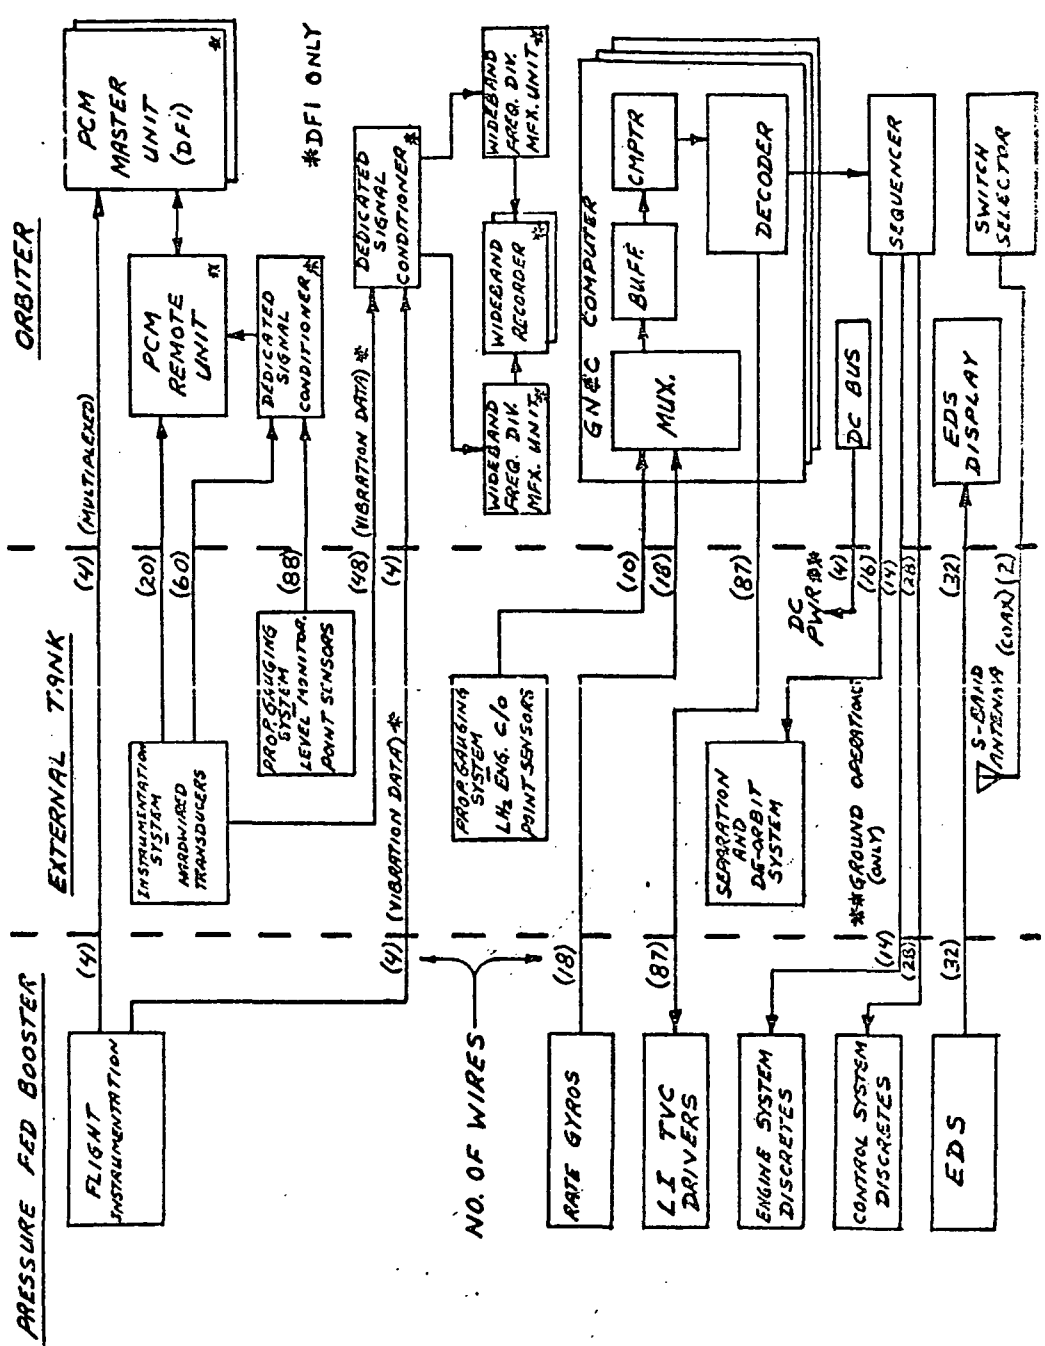 PRESSURE FED BOOSTER
EXTERNAL TANK
ORBITER
FLIGHT
INSTRUMENTATION
(4)
(4)
(MULTIPLEXED)
PCM
MASTER
UNIT
(DFI)
*
*DFI ONLY
INSTRUMENTATION
SYSTEM
HARDWIRED
TRANSDUCERS
(20)
(60)
PCM
REMOTE
UNIT
*
PROP. GAUGING
SYSTEM
LEVEL MONITOR.
POINT SENSORS
(88)
DEDICATED
SIGNAL
CONDITIONER
*
(48)
(VIBRATION DATA) *
(4)
(VIBRATION DATA) *
(4)
DEDICATED
SIGNAL
CONDITIONER
*
WIDEBAND
FREQ. DIV.
MFX. UNIT
*
WIDEBAND
RECORDER
*
WIDEBAND
FREQ. DIV.
MFX. UNIT
*
NO. OF WIRES
PROP. GAUGING
SYSTEM
LH2 ENG. C/O
POINT SENSORS
(10)
RATE GYROS
(18)
(18)
GN&C COMPUTER
MUX.
BUFF.
CMPTR
DECODER
LI TVC
DRIVERS
(87)
(87)
SEPARATION
AND
DE-ORBIT
SYSTEM
DC
PWR**
(4)
DC BUS
(16)
**GROUND OPERATIONS
(ONLY)
ENGINE SYSTEM
DISCRETES
(14)
(14)
CONTROL SYSTEM
DISCRETES
(28)
(28)
SEQUENCER
EDS
(32)
(32)
EDS
DISPLAY
S-BAND
ANTENNA
(COAX) (2)
SWITCH
SELECTOR